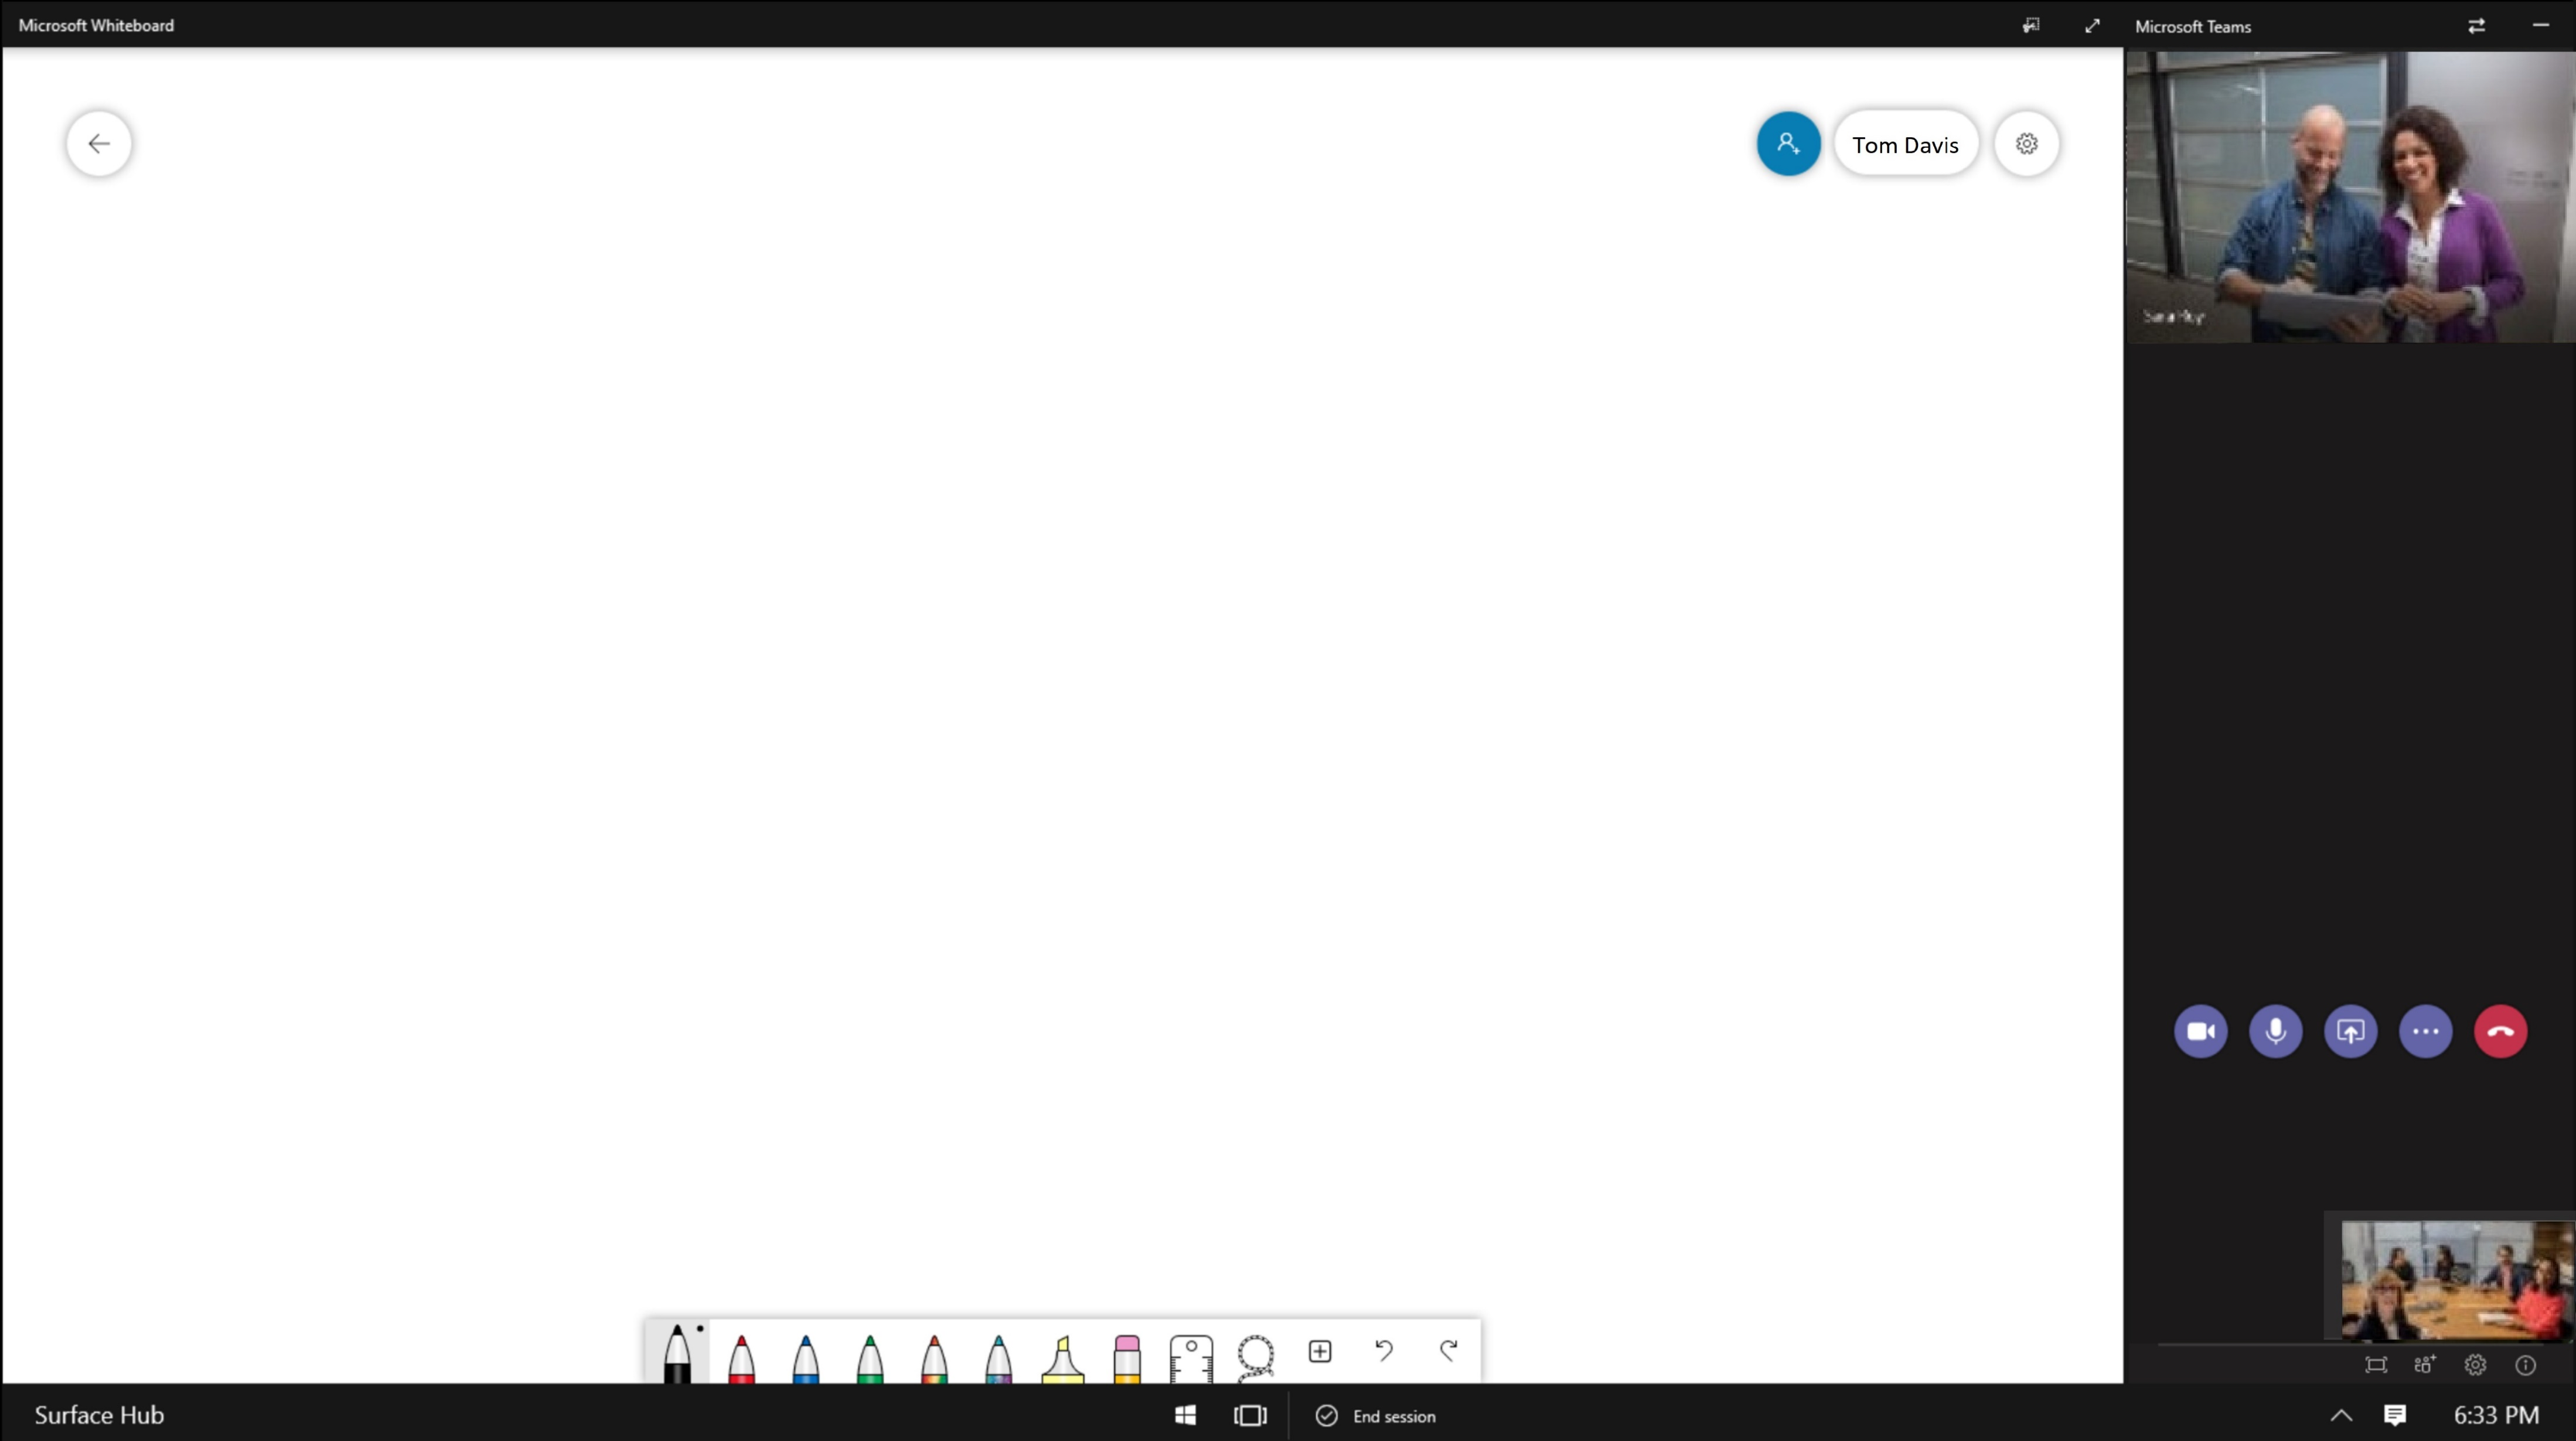 Microsoft Whiteboard
Microsoft Teams
Tom Davis
Surface Hub
End session
6:33 PM